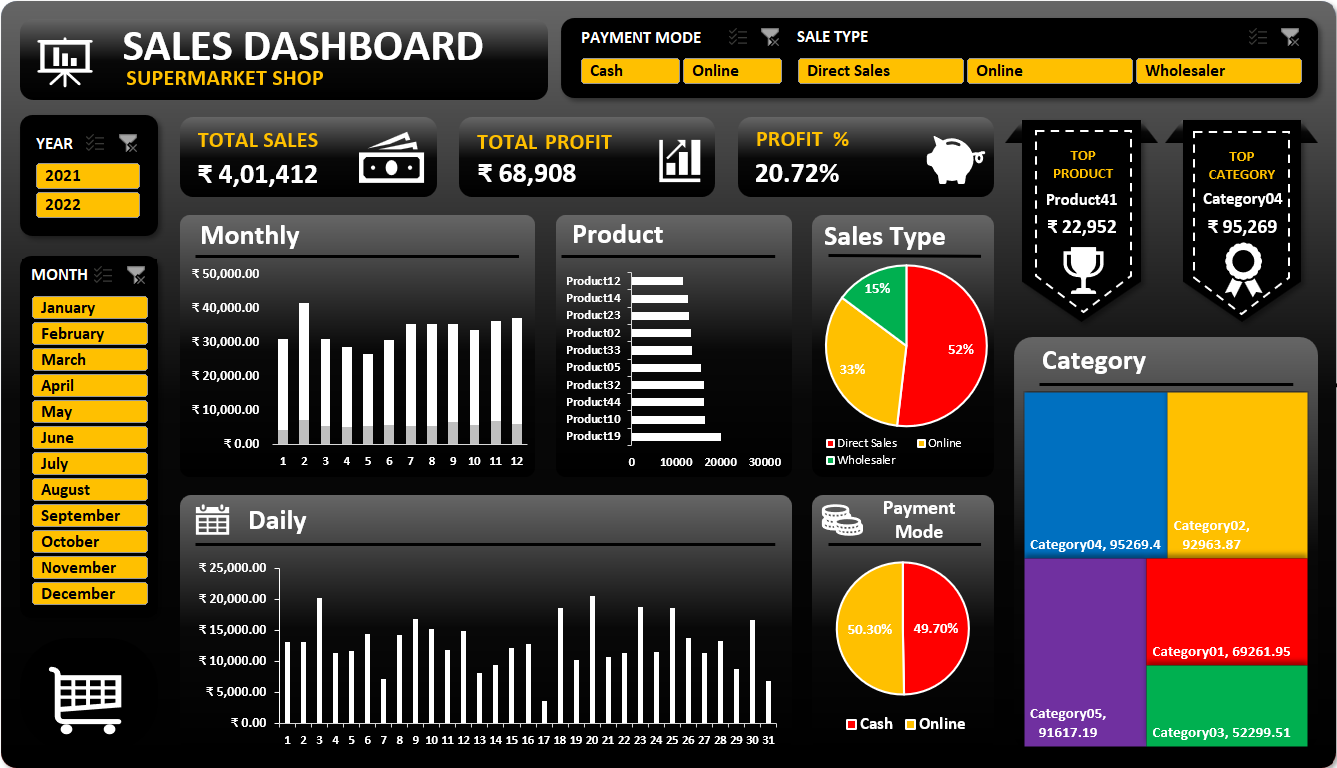 SALES DASHBOARD
SUPERMARKET SHOP
PAYMENT MODE
Cash
Online
SALE TYPE
Direct Sales
Online
Wholesaler
YEAR
2021
2022
TOTAL SALES
₹ 4,01,412
TOTAL PROFIT
₹ 68,908
PROFIT %
20.72%
TOP
PRODUCT
Product41
₹ 22,952
TOP
CATEGORY
Category04
₹ 95,269
MONTH
January
February
March
April
May
June
July
August
September
October
November
December
Monthly
₹ 50,000.00
₹ 40,000.00
₹ 30,000.00
₹ 20,000.00
₹ 10,000.00
₹ 0.00
1 2 3 4 5 6 7 8 9 10 11 12
Product
Product12
Product14
Product23
Product02
Product33
Product05
Product32
Product44
Product10
Product19
0 10000 20000 30000
Sales Type
15%
52%
33%
Direct Sales Online
Wholesaler
Category
Category04, 95269.4
Category02,
92963.87
Category05,
91617.19
Category01, 69261.95
Category03, 52299.51
Daily
₹ 25,000.00
₹ 20,000.00
₹ 15,000.00
₹ 10,000.00
₹ 5,000.00
₹ 0.00
1 2 3 4 5 6 7 8 9 10 11 12 13 14 15 16 17 18 19 20 21 22 23 24 25 26 27 28 29 30 31
Payment
Mode
50.30% 49.70%
Cash Online